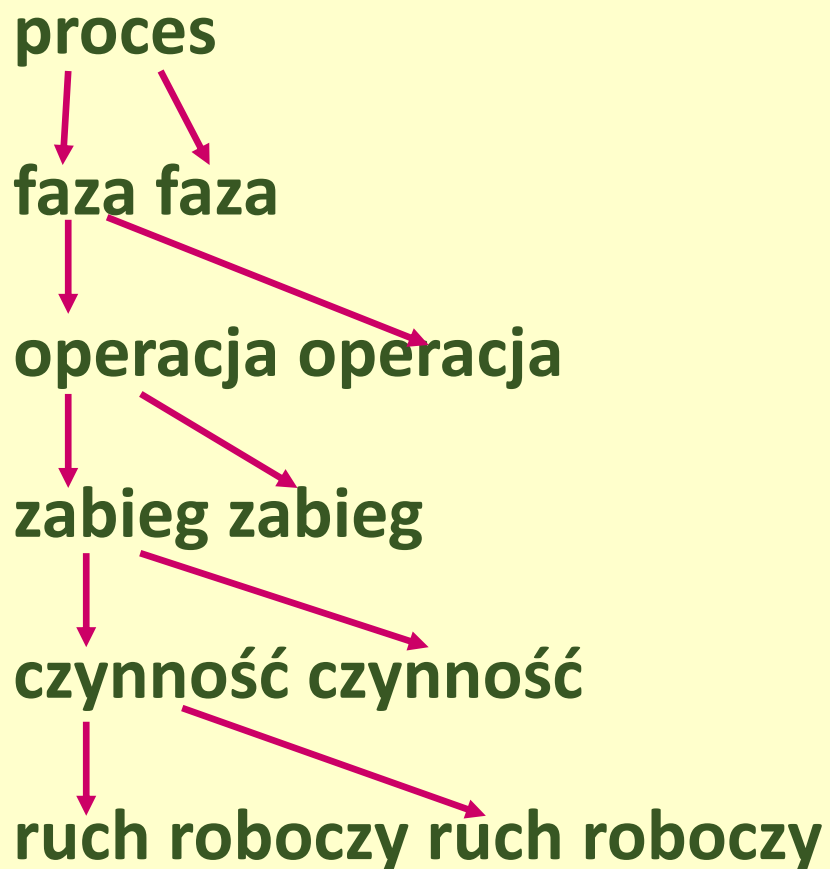 proces
faza faza
operacja operacja
zabieg zabieg
czynność czynność
ruch roboczy ruch roboczy